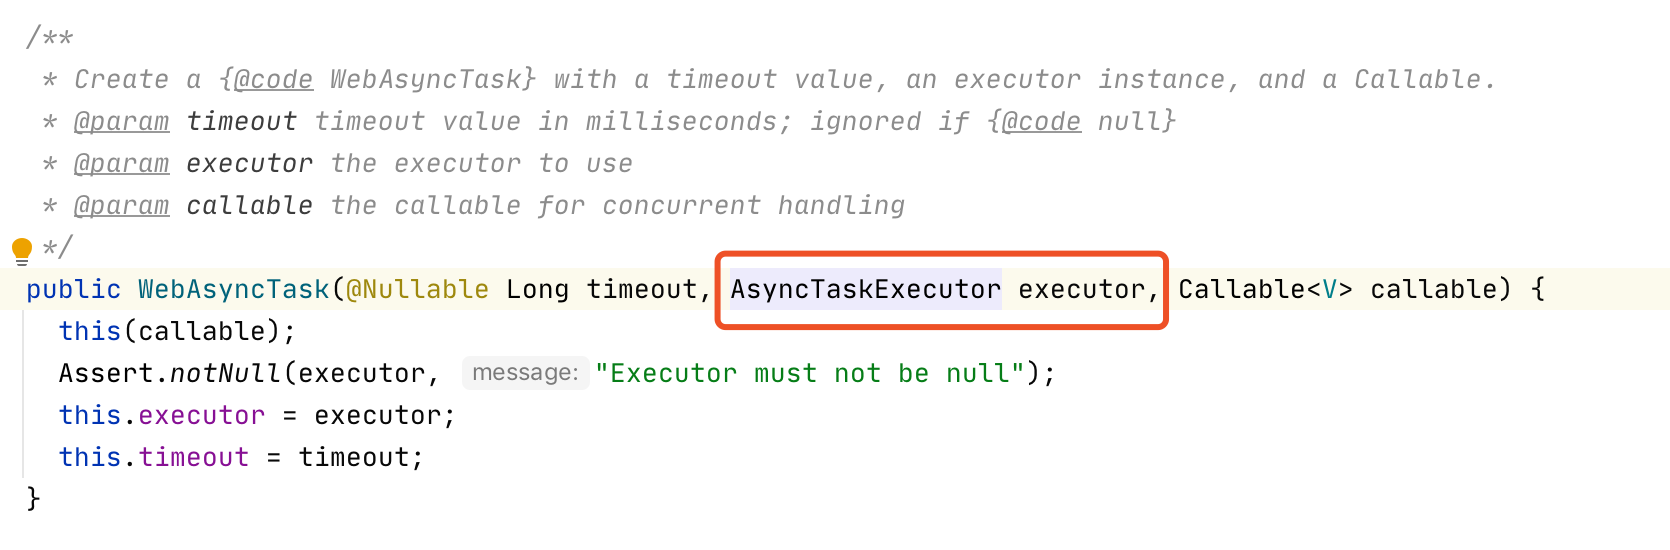 /**
 * Create a {@code WebAsyncTask} with a timeout value, an executor instance, and a Callable.
 * @param timeout timeout value in milliseconds; ignored if {@code null}
 * @param executor the executor to use
 * @param callable the callable for concurrent handling
 */
public WebAsyncTask(@Nullable Long timeout, AsyncTaskExecutor executor, Callable<V> callable) {
  this(callable);
  Assert.notNull(executor, message: "Executor must not be null");
  this.executor = executor;
  this.timeout = timeout;
}